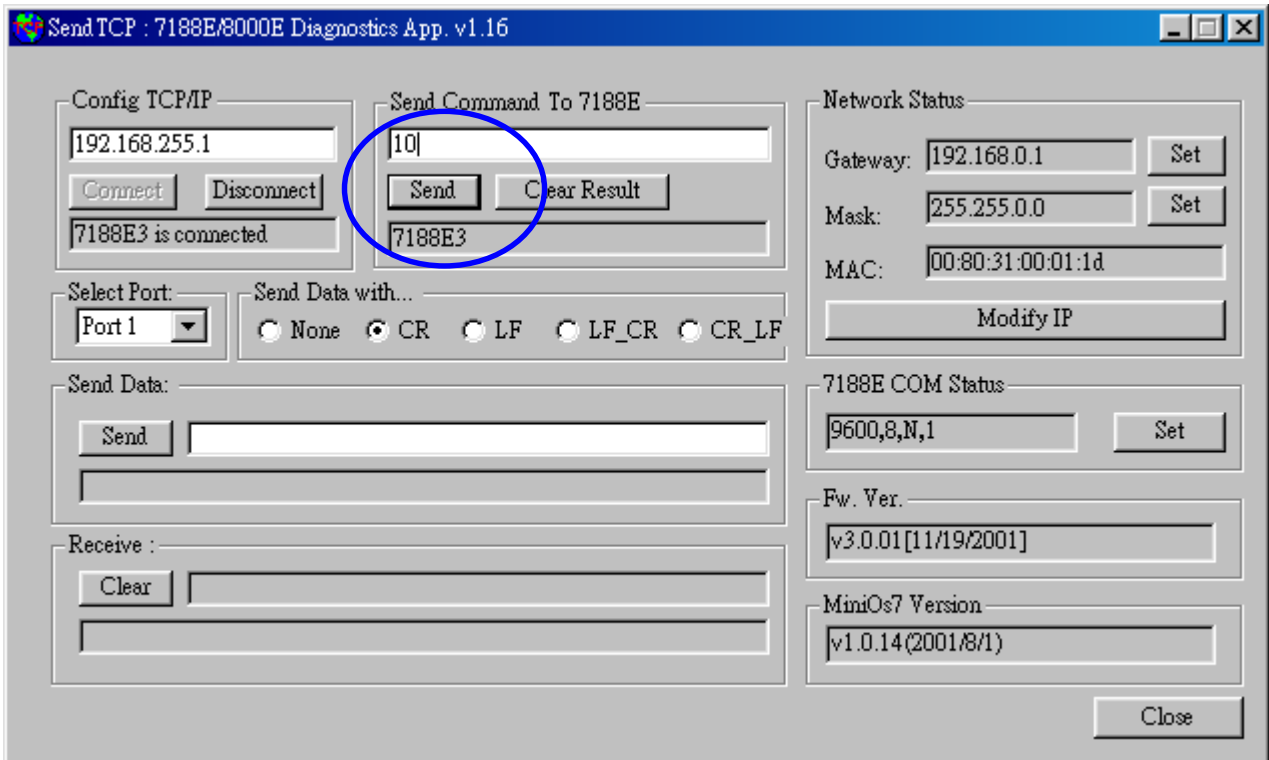 SendTCP : 7188E/8000E Diagnostics App. v1.16
Config TCP/IP
192.168.255.1
Connect Disconnect
7188E3 is connected
Send Command To 7188E
10
Send Clear Result
7188E3
Network Status
Gateway: 192.168.0.1 Set
Mask: 255.255.0.0 Set
MAC: 00:80:31:00:01:1d
Modify IP
Select Port:
Port 1
Send Data with...
None CR LF LF_CR CR_LF
Send Data:
Send
7188E COM Status
9600,8,N,1 Set
Receive :
Clear
Fw. Ver.
v3.0.01[11/19/2001]
MiniOs7 Version
v1.0.14(2001/8/1)
Close